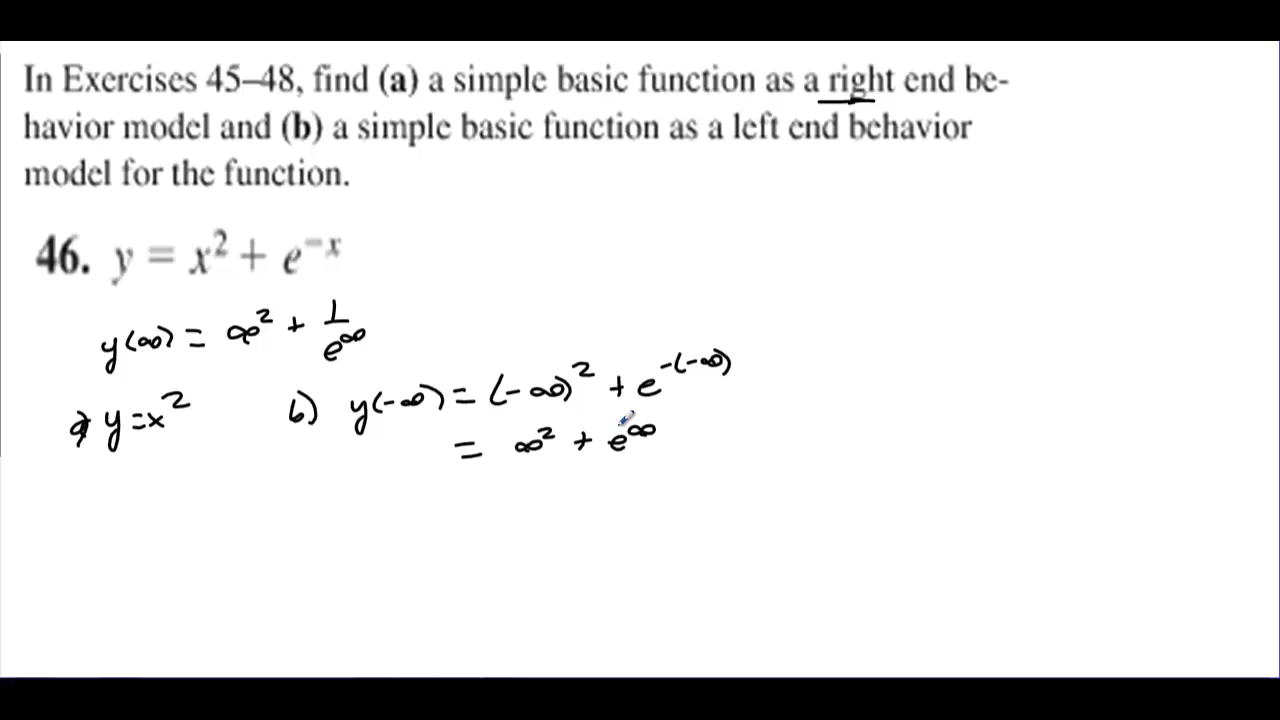 In Exercises 45–48, find (a) a simple basic function as a right end be-
havior model and (b) a simple basic function as a left end behavior
model for the function.
46. y = x² + e⁻ˣ
y(∞) = ∞² + 1/e^∞
a) y=x²
b) y(-∞) = (-∞)² + e^-(-∞)
= ∞² + e^∞